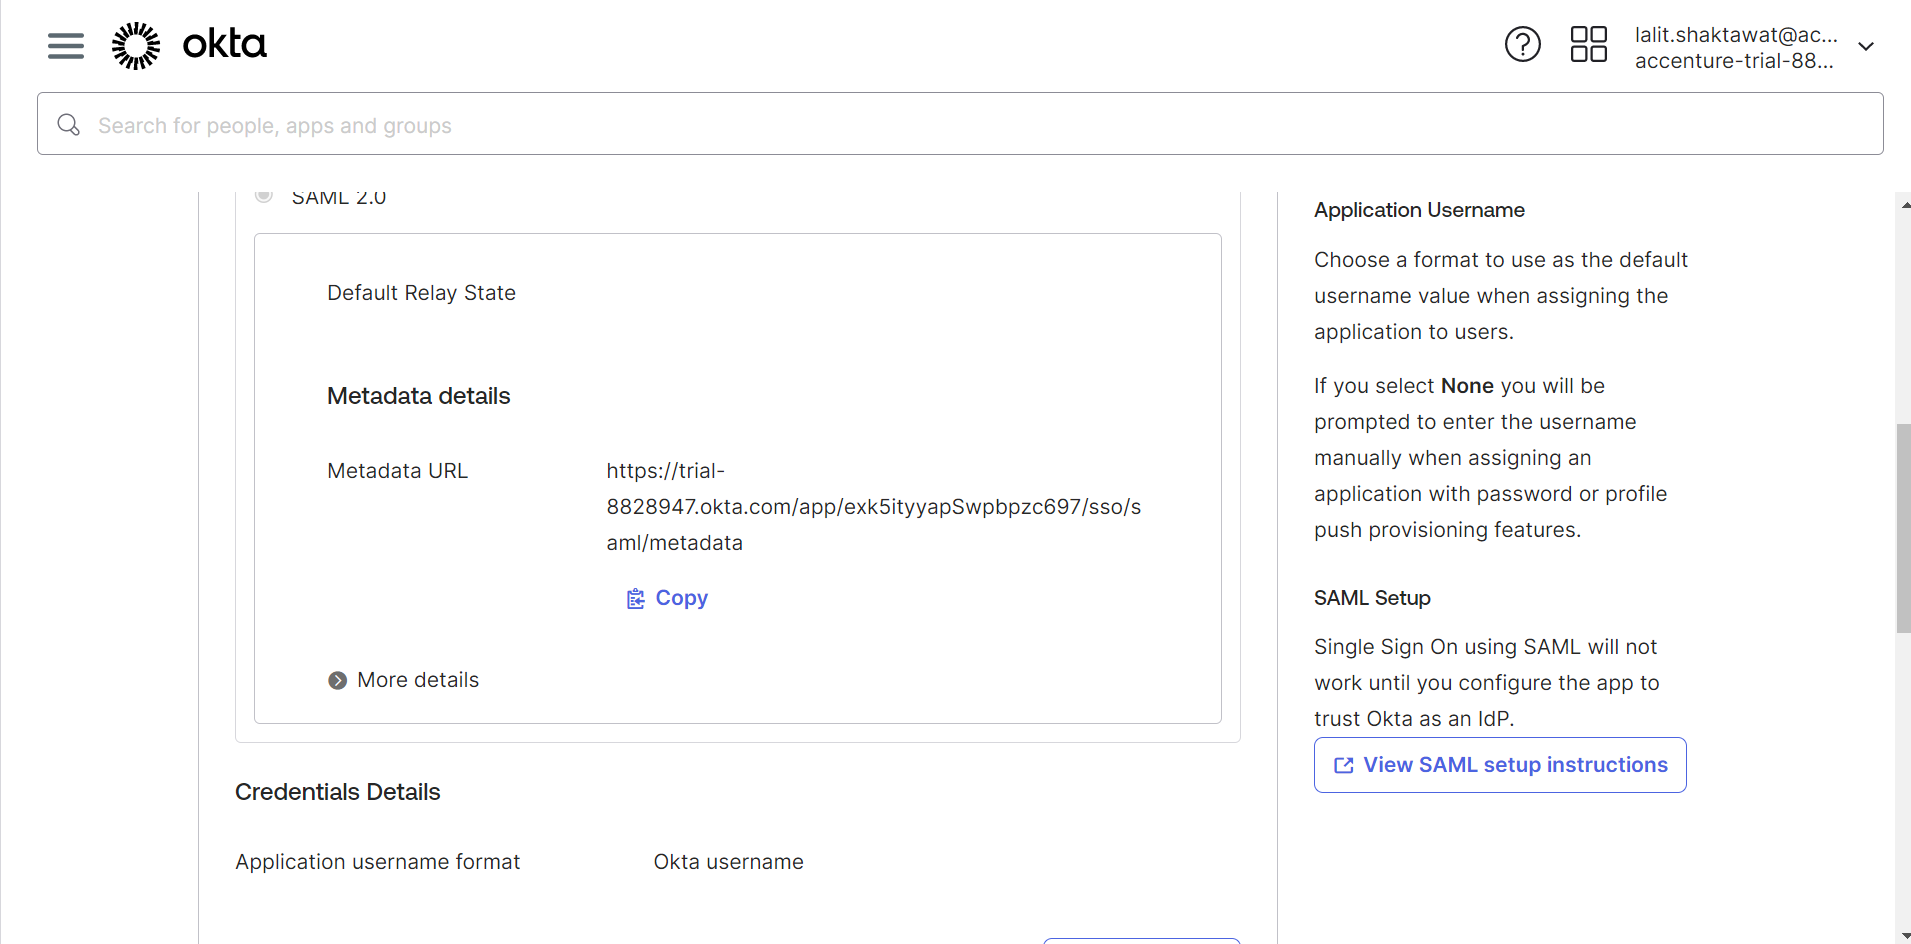 okta
lalit.shaktawat@ac...
accenture-trial-88...
Search for people, apps and groups
SAML 2.0
Default Relay State
Metadata details
Metadata URL
https://trial-
8828947.okta.com/app/exk5ityyapSwpbpzc697/sso/s
aml/metadata
Copy
More details
Credentials Details
Application username format
Okta username
Application Username
Choose a format to use as the default
username value when assigning the
application to users.
If you select None you will be
prompted to enter the username
manually when assigning an
application with password or profile
push provisioning features.
SAML Setup
Single Sign On using SAML will not
work until you configure the app to
trust Okta as an IdP.
View SAML setup instructions